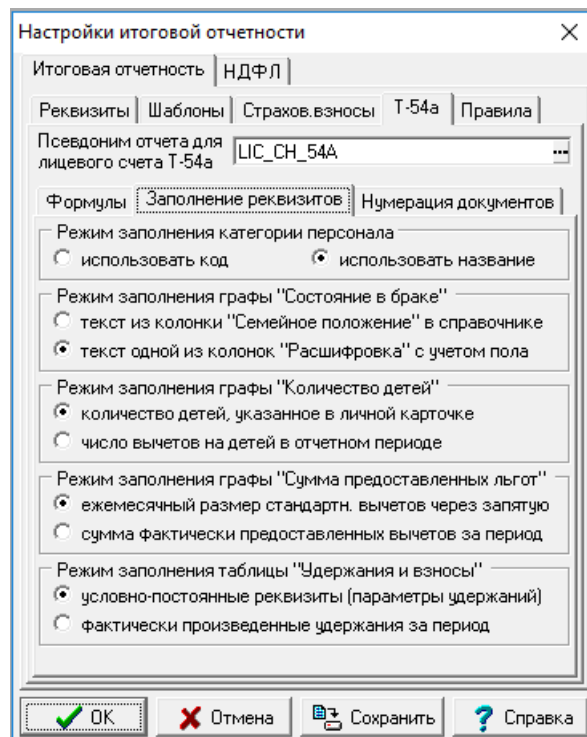 Настройки итоговой отчетности
Итоговая отчетность НДФЛ
Реквизиты Шаблоны Страхов.взносы Т-54а Правила
Псевдоним отчета для
лицевого счета Т-54а
LIC_CH_54A
...
Формулы Заполнение реквизитов Нумерация документов
Режим заполнения категории персонала
использовать код использовать название
Режим заполнения графы "Состояние в браке"
текст из колонки "Семейное положение" в справочнике
текст одной из колонок "Расшифровка" с учетом пола
Режим заполнения графы "Количество детей"
количество детей, указанное в личной карточке
число вычетов на детей в отчетном периоде
Режим заполнения графы "Сумма предоставленных льгот"
ежемесячный размер стандартн. вычетов через запятую
сумма фактически предоставленных вычетов за период
Режим заполнения таблицы "Удержания и взносы"
условно-постоянные реквизиты (параметры удержаний)
фактически произведенные удержания за период
OK Отмена Сохранить Справка